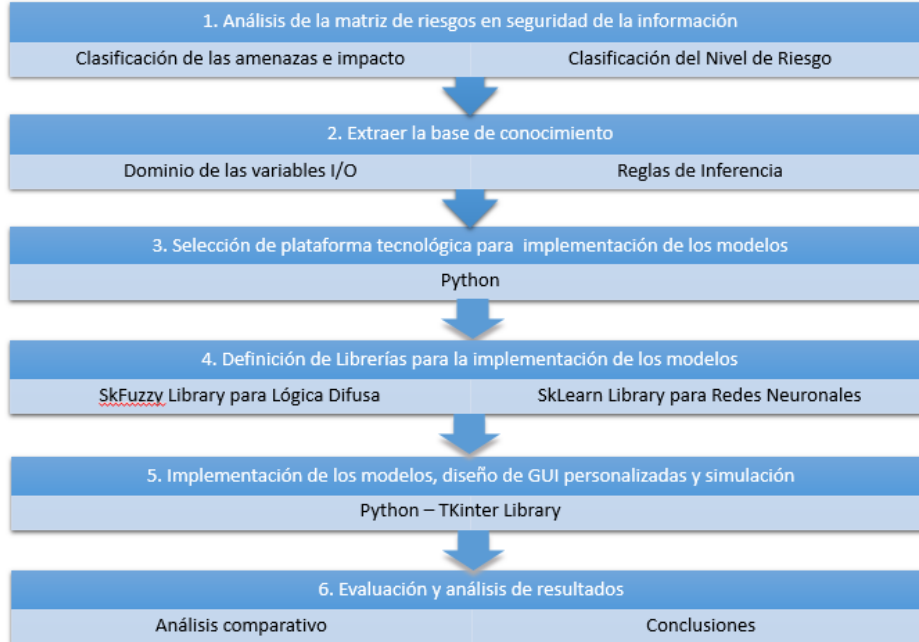 1. Análisis de la matriz de riesgos en seguridad de la información
Clasificación de las amenazas e impacto
Clasificación del Nivel de Riesgo
2. Extraer la base de conocimiento
Dominio de las variables I/O
Reglas de Inferencia
3. Selección de plataforma tecnológica para implementación de los modelos
Python
4. Definición de Librerías para la implementación de los modelos
SkFuzzy Library para Lógica Difusa
SkLearn Library para Redes Neuronales
5. Implementación de los modelos, diseño de GUI personalizadas y simulación
Python – TKinter Library
6. Evaluación y análisis de resultados
Análisis comparativo
Conclusiones